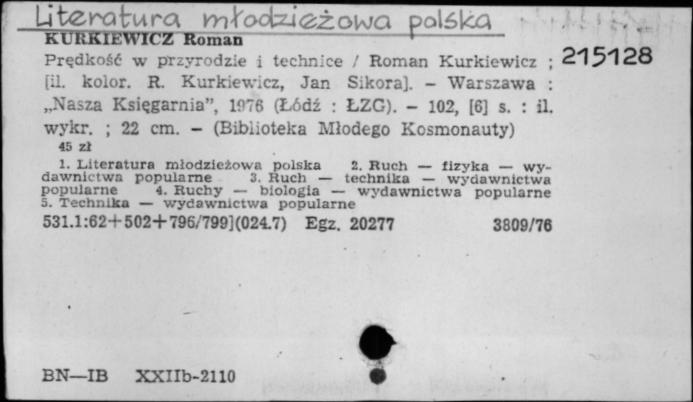 Literatura młodzieżowa polska
KURKIEWICZ Roman
Prędkość w przyrodzie i technice / Roman Kurkiewicz ; 215128
[il. kolor. R. Kurkiewicz, Jan Sikora]. — Warszawa :
„Nasza Księgarnia”, 1976 (Łódź : ŁZG). — 102, [6] s. : il.
wykr. ; 22 cm. — (Biblioteka Młodego Kosmonauty)
45 zł
1. Literatura młodzieżowa polska 2. Ruch — fizyka — wy-
dawnictwa popularne 3. Ruch — technika — wydawnictwa
popularne 4. Ruchy — biologia — wydawnictwa popularne
5. Technika — wydawnictwa popularne
531.1:62+502+796/799](024.7) Egz. 20277 3809/76
BN—IB XXIIb-2110